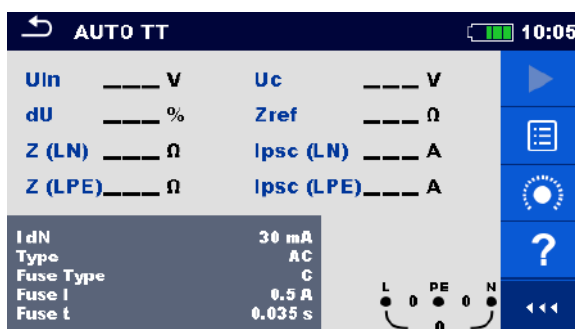 AUTO TT 10:05
Uln ___ V Uc ___ V
dU ___ % Zref ___ Ω
Z (LN) ___ Ω Ipsc (LN) ___ A
Z (LPE) ___ Ω Ipsc (LPE) ___ A
I dN 30 mA
Type AC
Fuse Type C
Fuse I 0.5 A
Fuse t 0.035 s
?
L PE N
0 0
0